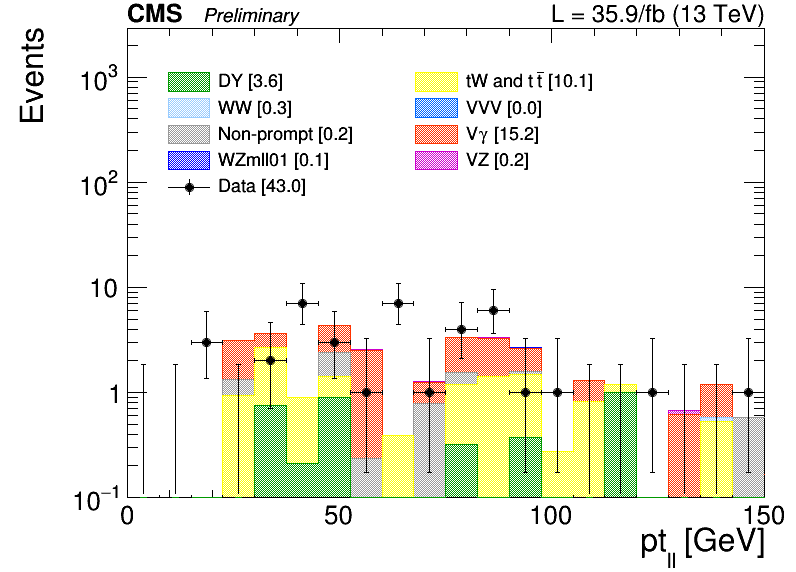 CMS Preliminary L = 35.9/fb (13 TeV)
Events
10³
10²
10
1
10⁻¹
DY [3.6]
WW [0.3]
Non-prompt [0.2]
WZmll01 [0.1]
Data [43.0]
tW and tt̅ [10.1]
VVV [0.0]
Vγ [15.2]
VZ [0.2]
0 50 100 150
pt_ll [GeV]